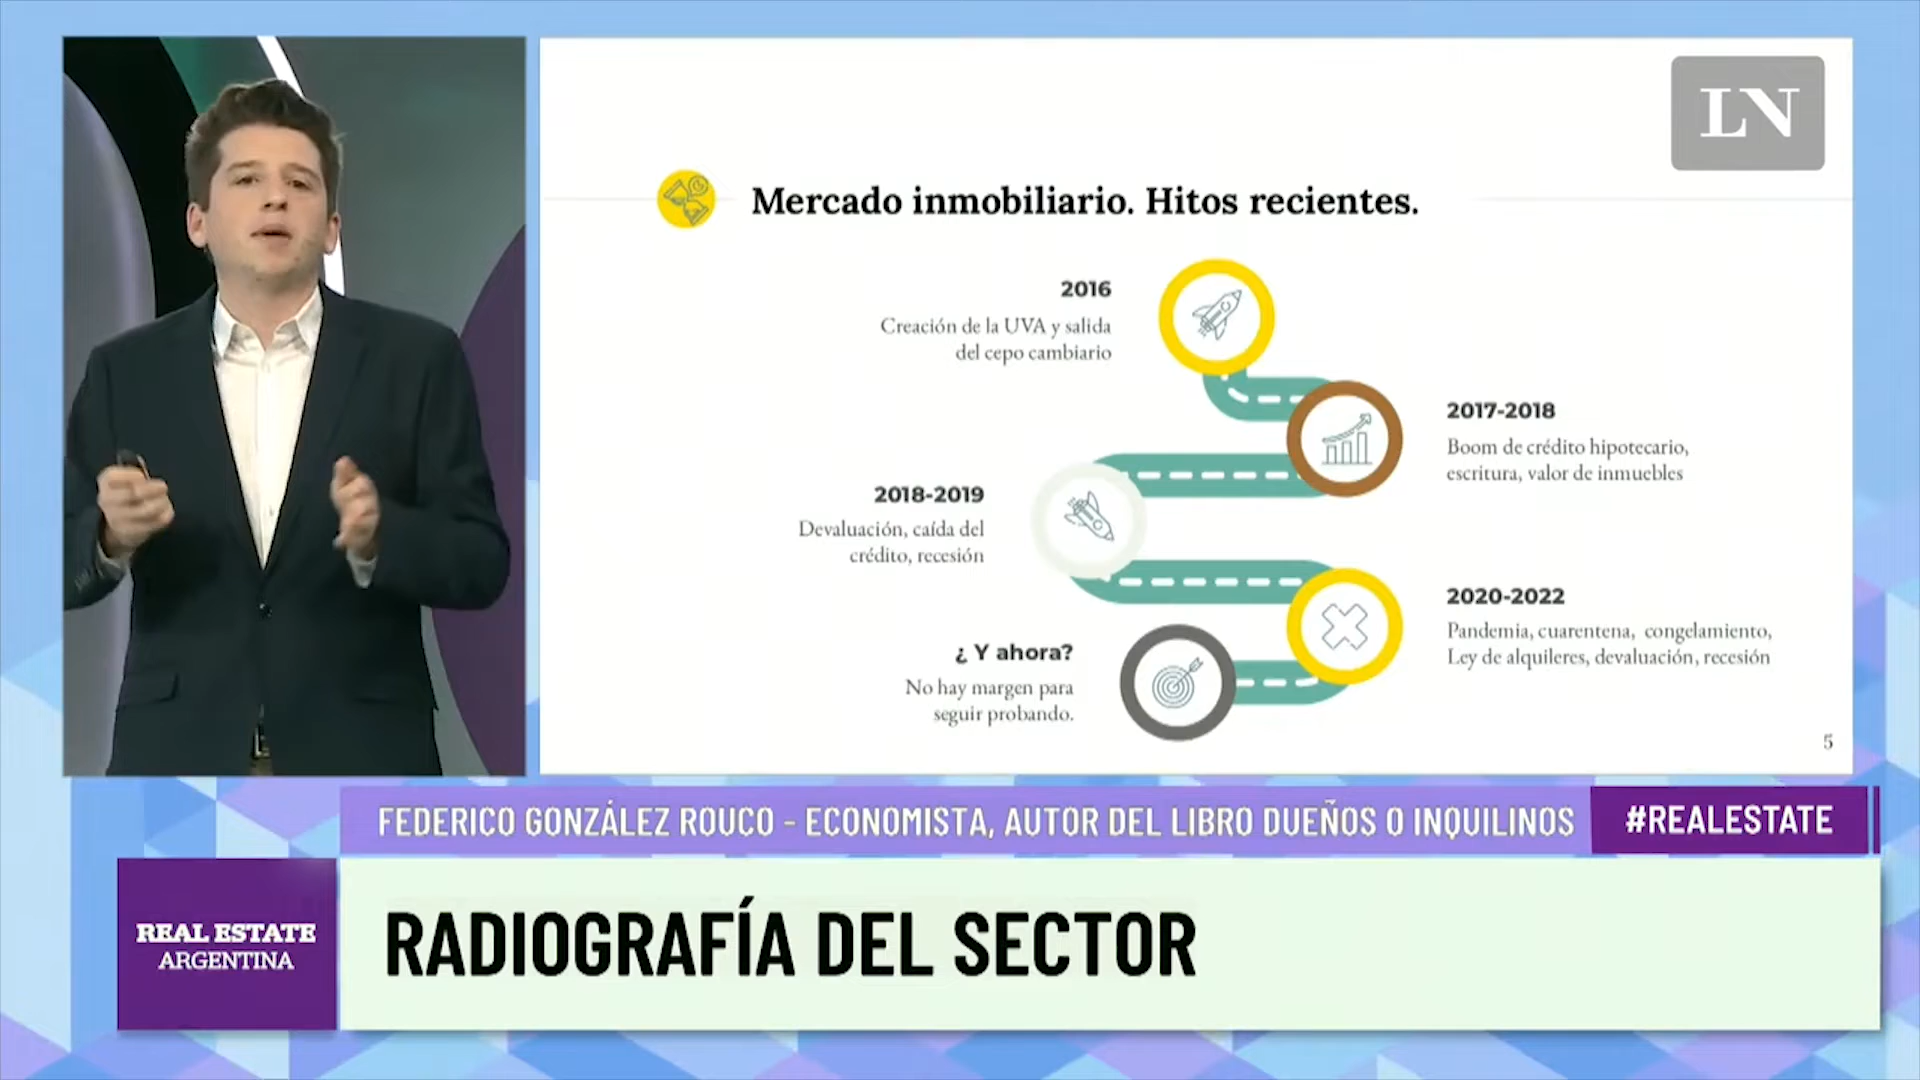 LN
Mercado inmobiliario. Hitos recientes.
2016
Creación de la UVA y salida
del cepo cambiario
2017-2018
Boom de crédito hipotecario,
escritura, valor de inmuebles
2018-2019
Devaluación, caída del
crédito, recesión
2020-2022
Pandemia, cuarentena, congelamiento,
Ley de alquileres, devaluación, recesión
¿ Y ahora?
No hay margen para
seguir probando.
5
FEDERICO GONZÁLEZ ROUCO - ECONOMISTA, AUTOR DEL LIBRO DUEÑOS O INQUILINOS
#REALESTATE
REAL ESTATE
ARGENTINA
RADIOGRAFÍA DEL SECTOR